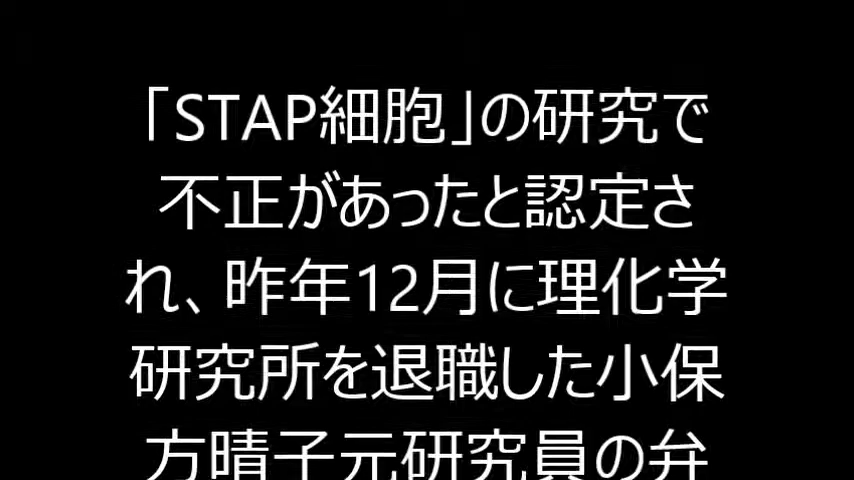 「STAP細胞」の研究で
不正があったと認定さ
れ、昨年12月に理化学
研究所を退職した小保
方晴子元研究員の弁